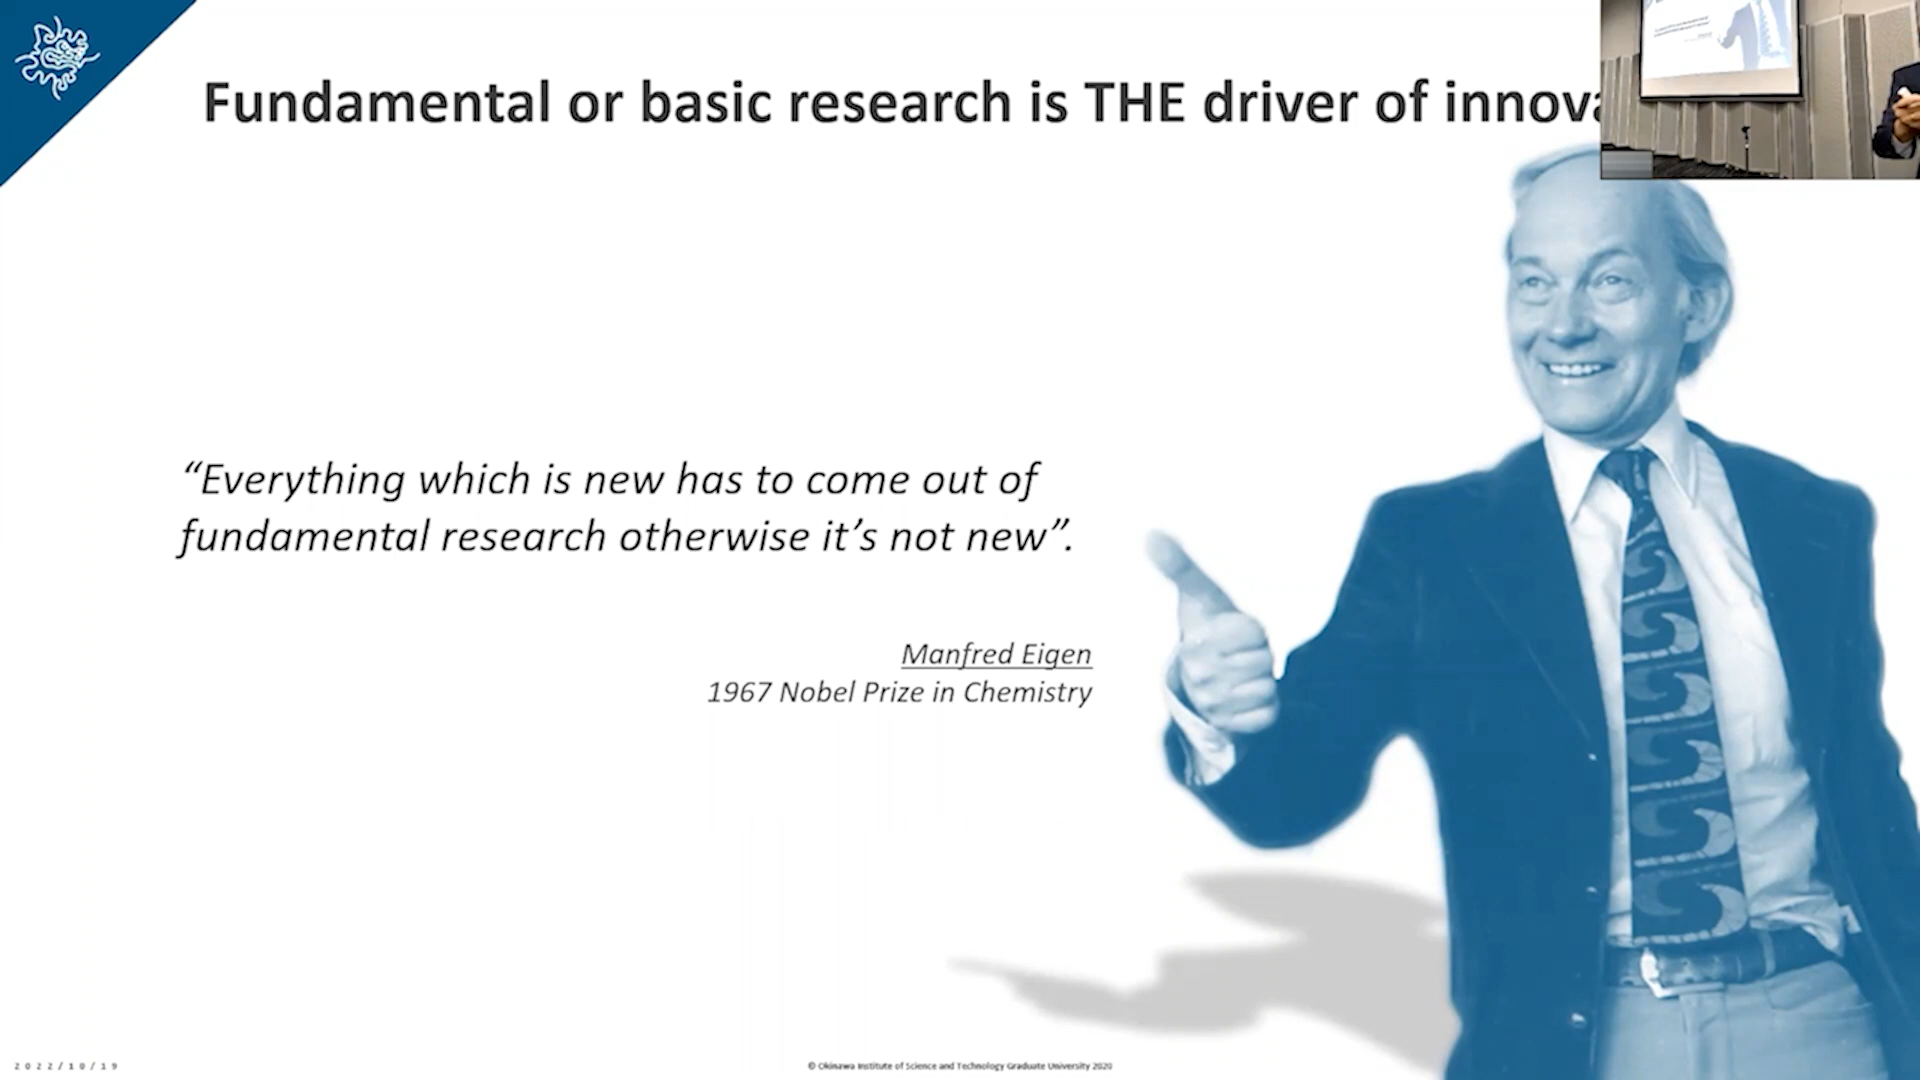 Fundamental or basic research is THE driver of innova
“Everything which is new has to come out of
fundamental research otherwise it’s not new”.
Manfred Eigen
1967 Nobel Prize in Chemistry
2022/10/19
© Okinawa Institute of Science and Technology Graduate University 2020